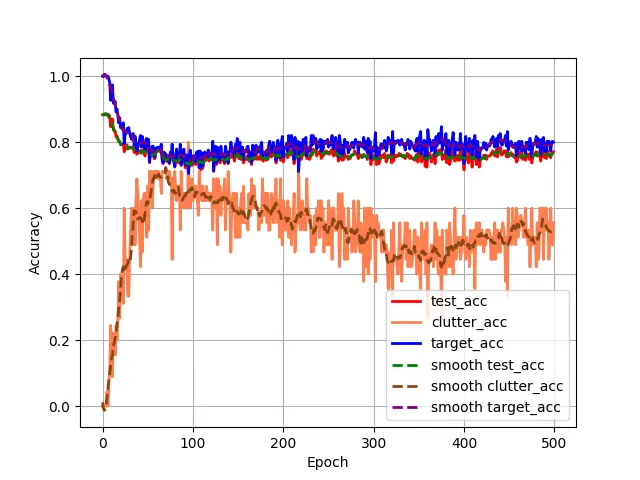 1.0
0.8
0.6
0.4
0.2
0.0
Accuracy
test_acc
clutter_acc
target_acc
smooth test_acc
smooth clutter_acc
smooth target_acc
0 100 200 300 400 500
Epoch